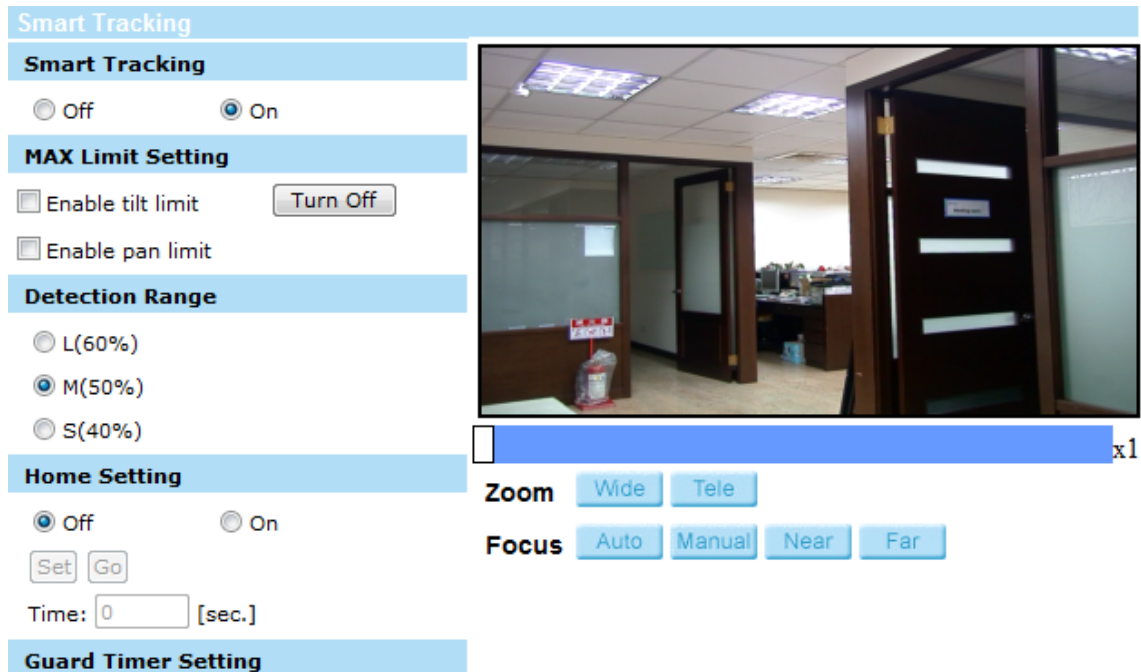 Smart Tracking
Smart Tracking
Off On
MAX Limit Setting
Enable tilt limit Turn Off
Enable pan limit
Detection Range
L(60%)
M(50%)
S(40%)
Home Setting
Off On
Set Go
Time: 0 [sec.]
Guard Timer Setting
x1
Zoom Wide Tele
Focus Auto Manual Near Far